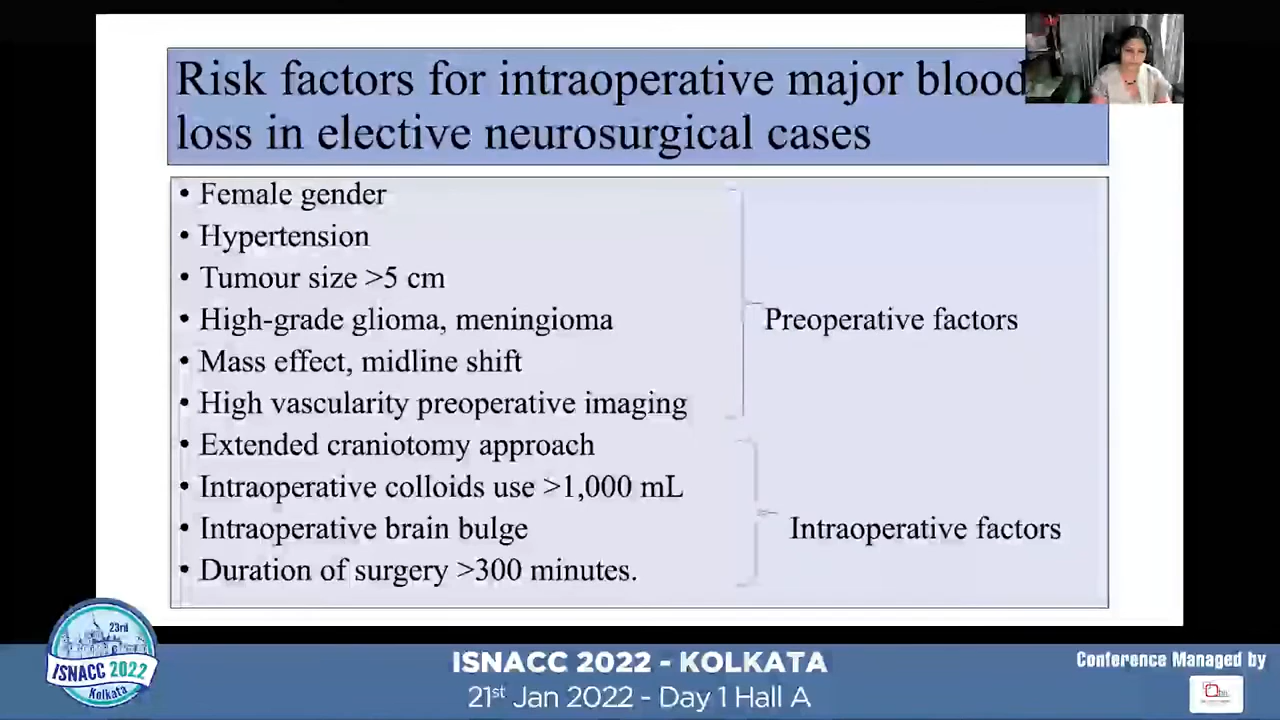 Risk factors for intraoperative major blood
loss in elective neurosurgical cases
• Female gender
• Hypertension
• Tumour size >5 cm
• High-grade glioma, meningioma
• Mass effect, midline shift
• High vascularity preoperative imaging
Preoperative factors
• Extended craniotomy approach
• Intraoperative colloids use >1,000 mL
• Intraoperative brain bulge
• Duration of surgery >300 minutes.
Intraoperative factors
23rd
ISNACC 2022
Kolkata
ISNACC 2022 - KOLKATA
21st Jan 2022 - Day 1 Hall A
Conference Managed by